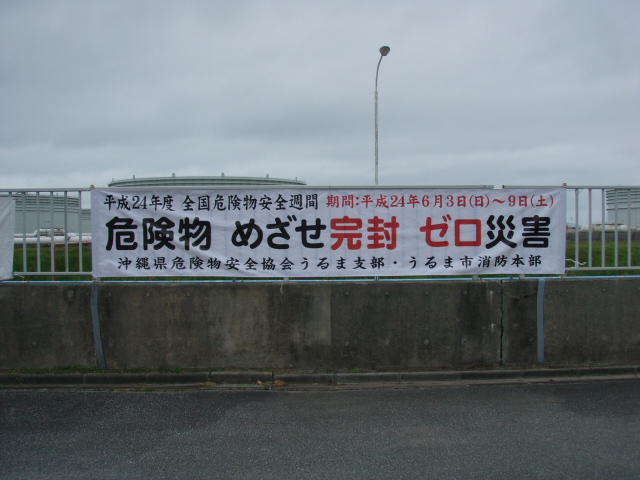 平成24年度 全国危険物安全週間 期間:平成24年6月3日(日)～9日(土)
危険物 めざせ完封 ゼロ災害
沖縄県危険物安全協会うるま支部・うるま市消防本部